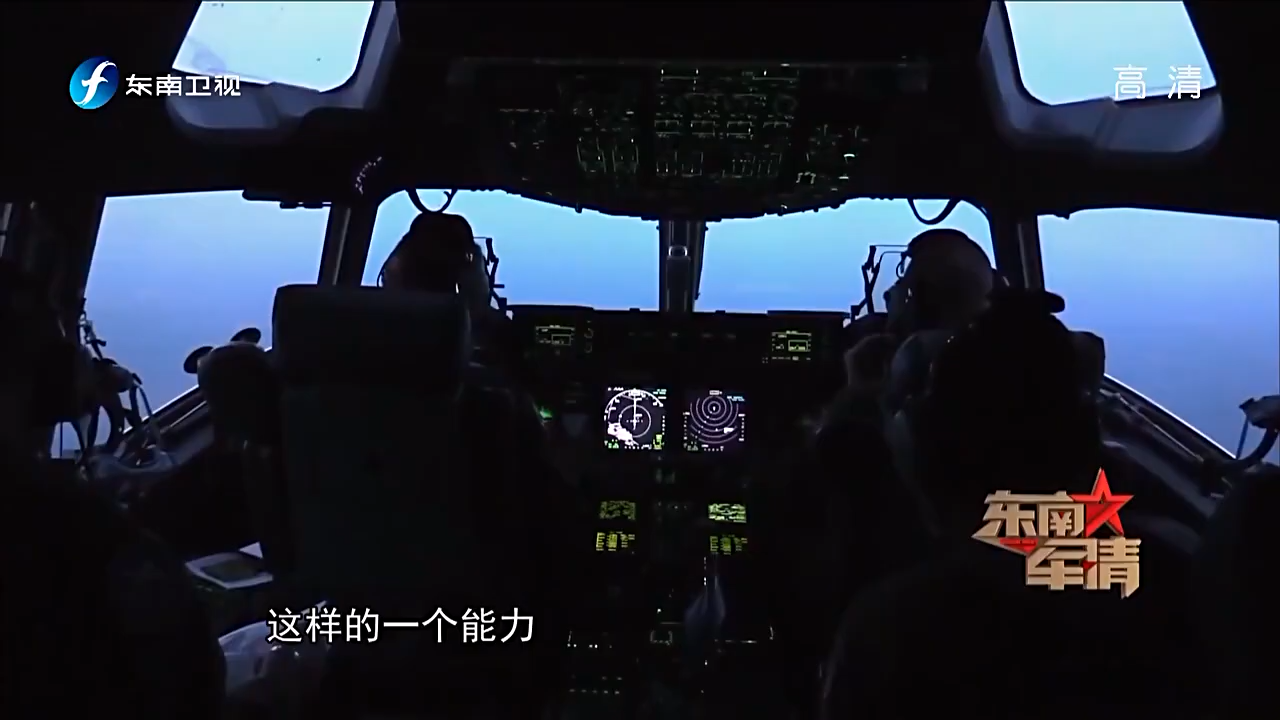 东南卫视
高清
东南
军情
这样的一个能力